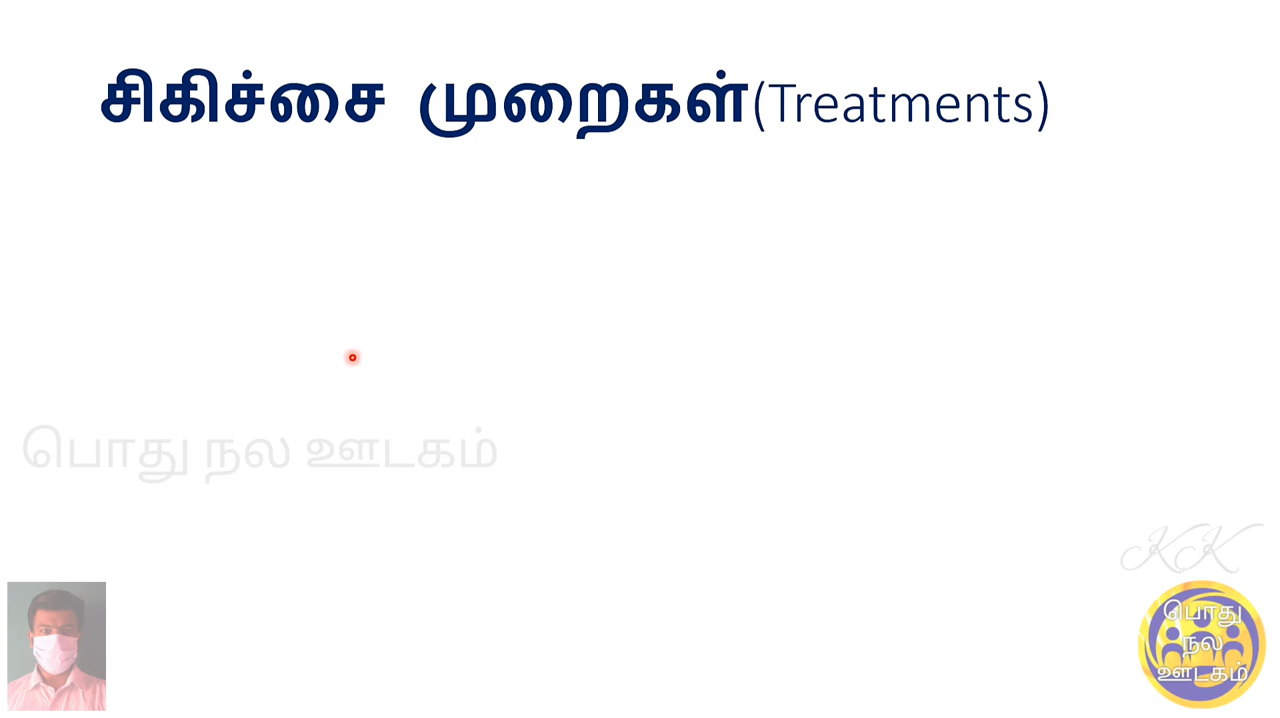 சிகிச்சை முறைகள்(Treatments)
பொது நல ஊடகம்
KK
பொது
நல
ஊடகம்